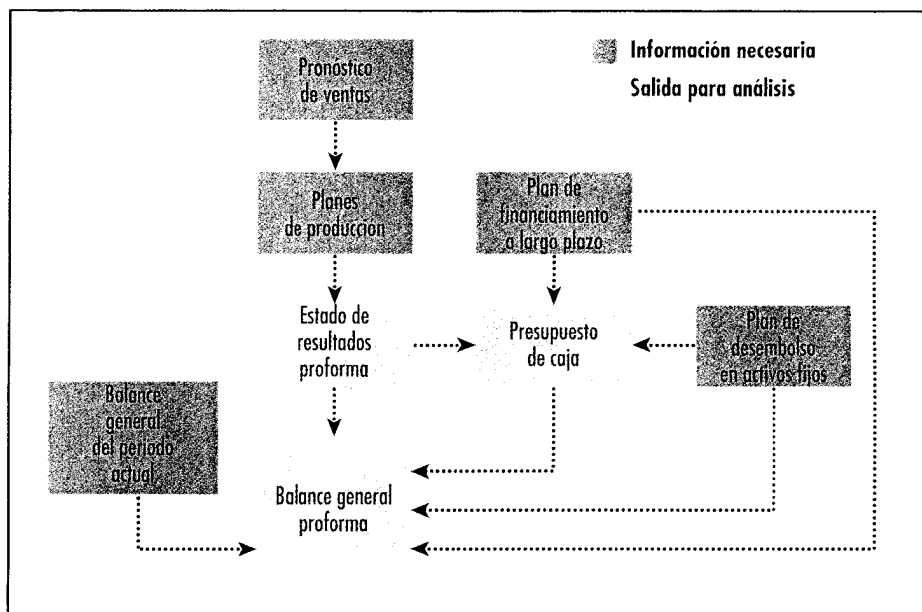 Pronóstico
de ventas
Información necesaria
Salida para análisis
Planes
de producción
Plan de
financiamiento
a largo plazo
Estado de
resultados
proforma
Presupuesto
de caja
Plan de
desembolso
en activos fijos
Balance
general
del periodo
actual
Balance general
proforma